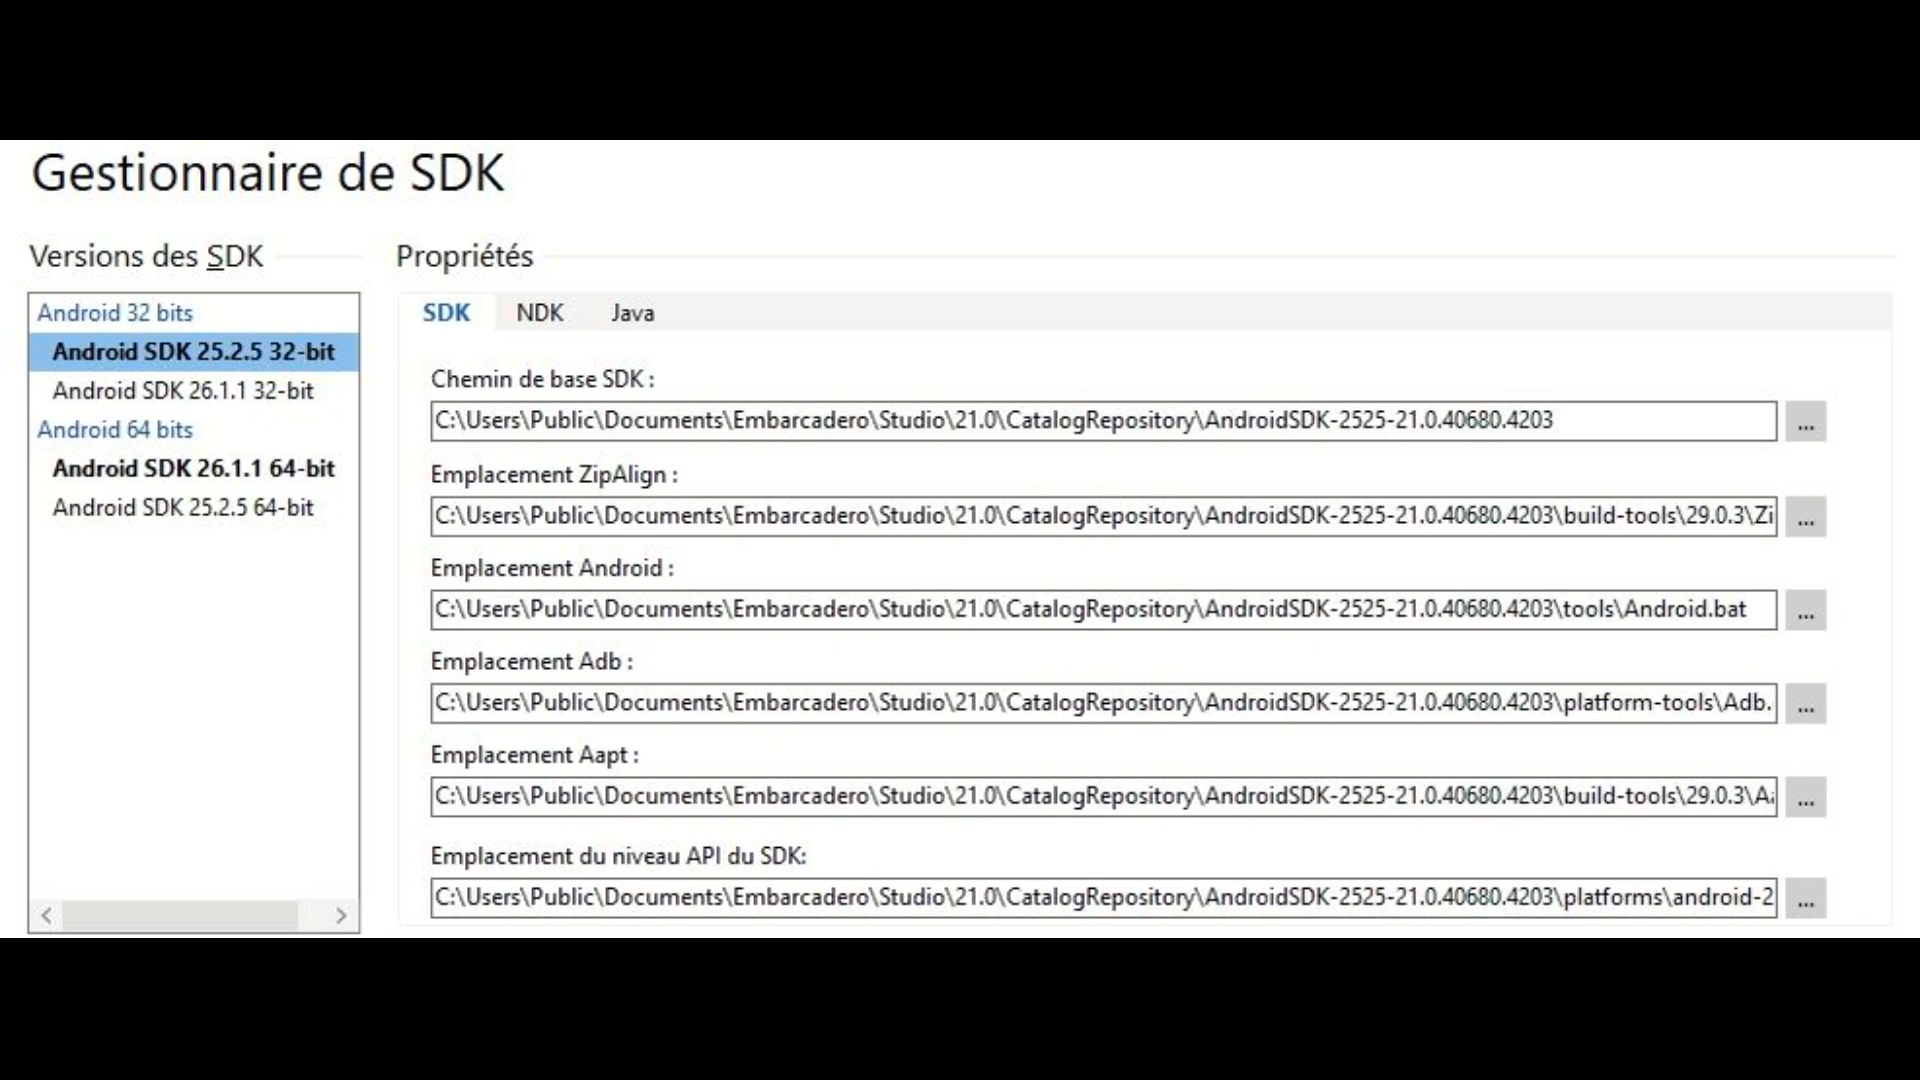 Gestionnaire de SDK
Versions des SDK
Android 32 bits
Android SDK 25.2.5 32-bit
Android SDK 26.1.1 32-bit
Android 64 bits
Android SDK 26.1.1 64-bit
Android SDK 25.2.5 64-bit
Propriétés
SDK NDK Java
Chemin de base SDK :
C:\Users\Public\Documents\Embarcadero\Studio\21.0\CatalogRepository\AndroidSDK-2525-21.0.40680.4203
...
Emplacement ZipAlign :
C:\Users\Public\Documents\Embarcadero\Studio\21.0\CatalogRepository\AndroidSDK-2525-21.0.40680.4203\build-tools\29.0.3\Zi
...
Emplacement Android :
C:\Users\Public\Documents\Embarcadero\Studio\21.0\CatalogRepository\AndroidSDK-2525-21.0.40680.4203\tools\Android.bat
...
Emplacement Adb :
C:\Users\Public\Documents\Embarcadero\Studio\21.0\CatalogRepository\AndroidSDK-2525-21.0.40680.4203\platform-tools\Adb.
...
Emplacement Aapt :
C:\Users\Public\Documents\Embarcadero\Studio\21.0\CatalogRepository\AndroidSDK-2525-21.0.40680.4203\build-tools\29.0.3\A
...
Emplacement du niveau API du SDK:
C:\Users\Public\Documents\Embarcadero\Studio\21.0\CatalogRepository\AndroidSDK-2525-21.0.40680.4203\platforms\android-2
...